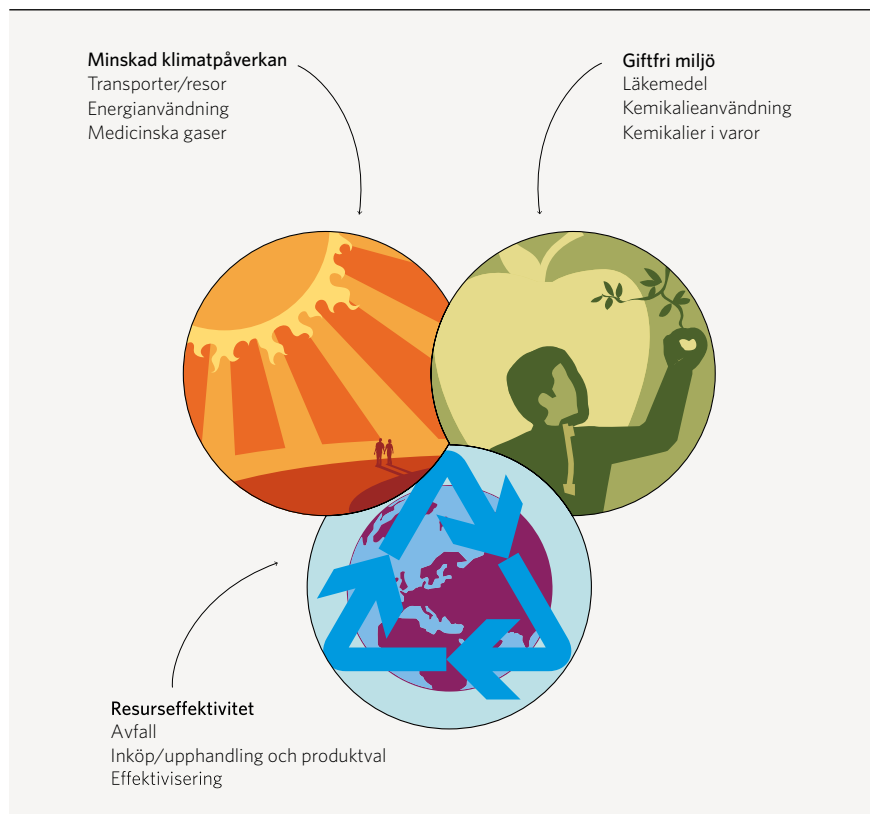 Minskad klimatpåverkan
Transporter/resor
Energianvändning
Medicinska gaser
Giftfri miljö
Läkemedel
Kemikalieanvändning
Kemikalier i varor
Resurseffektivitet
Avfall
Inköp/upphandling och produktval
Effektivisering